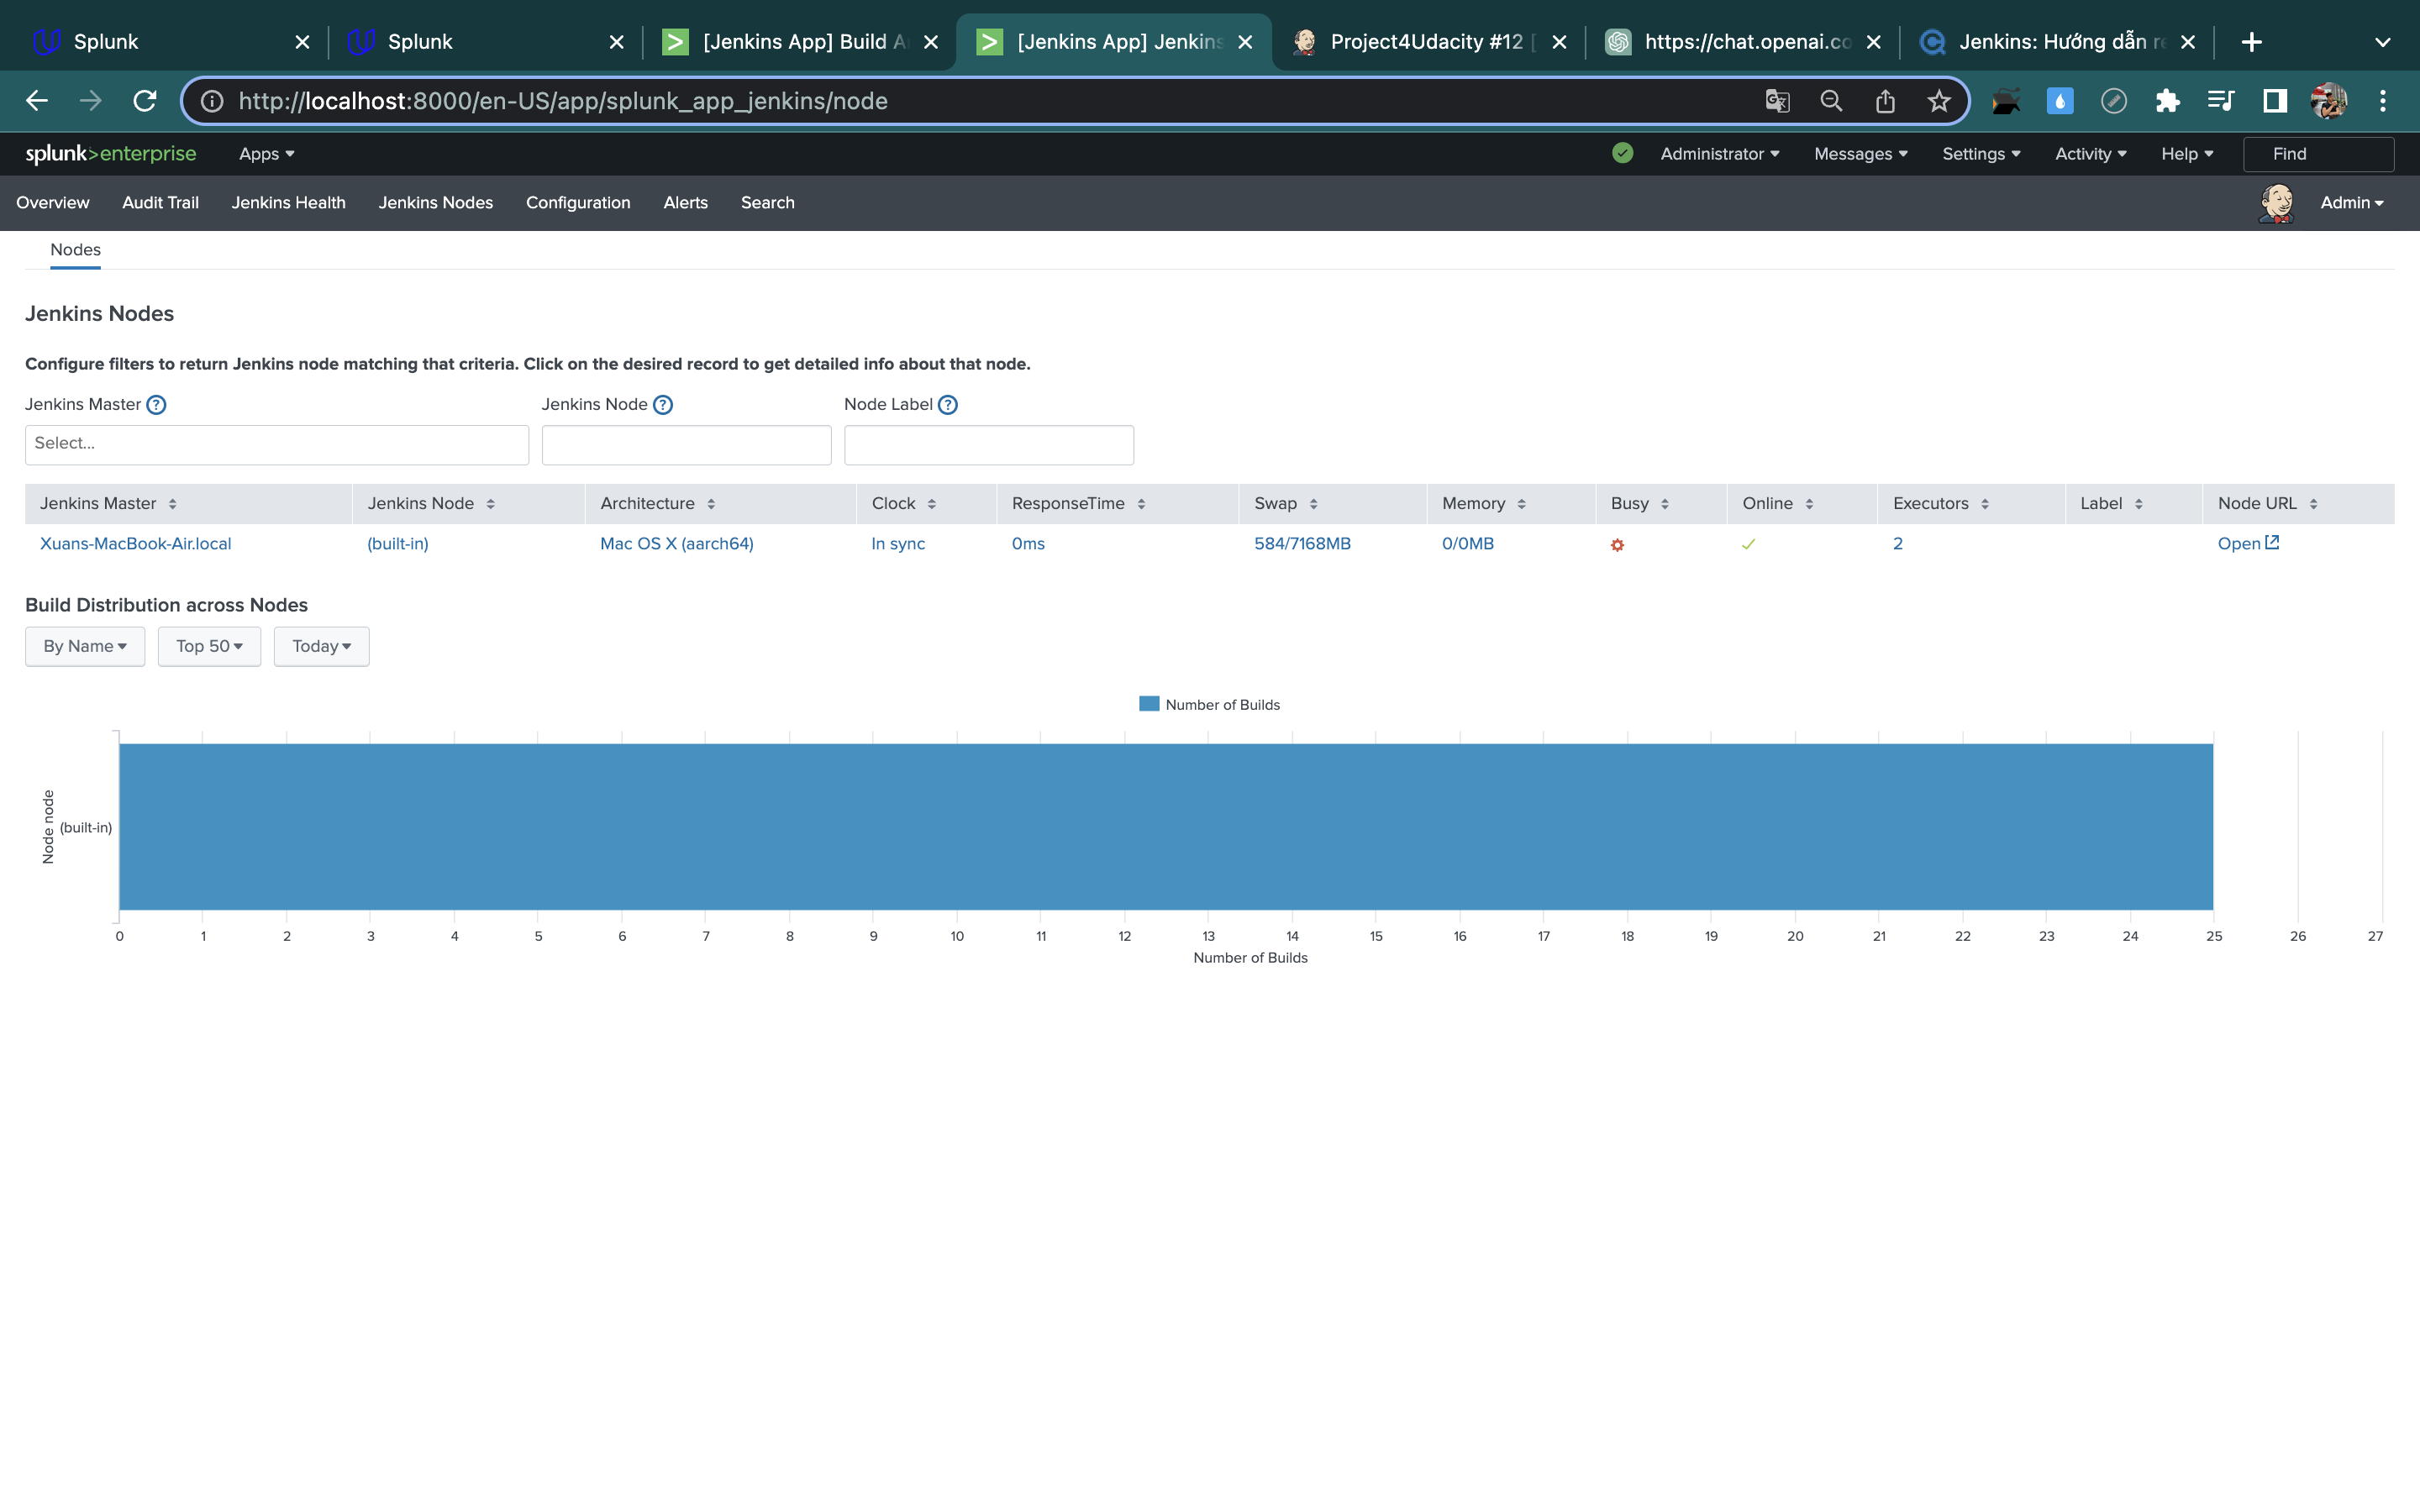 Splunk
Splunk
[Jenkins App] Build A
[Jenkins App] Jenkins
Project4Udacity #12 [
https://chat.openai.co
Jenkins: Hướng dẫn re
http://localhost:8000/en-US/app/splunk_app_jenkins/node
splunk>enterprise Apps
Administrator Messages Settings Activity Help Find
Overview Audit Trail Jenkins Health Jenkins Nodes Configuration Alerts Search Admin
Nodes
Jenkins Nodes
Configure filters to return Jenkins node matching that criteria. Click on the desired record to get detailed info about that node.
Jenkins Master ? Jenkins Node ? Node Label ?
Select...
Jenkins Master Jenkins Node Architecture Clock ResponseTime Swap Memory Busy Online Executors Label Node URL
Xuans-MacBook-Air.local (built-in) Mac OS X (aarch64) In sync 0ms 584/7168MB 0/0MB 2 Open
Build Distribution across Nodes
By Name Top 50 Today
Number of Builds
Node node
(built-in)
0 1 2 3 4 5 6 7 8 9 10 11 12 13 14 15 16 17 18 19 20 21 22 23 24 25 26 27
Number of Builds